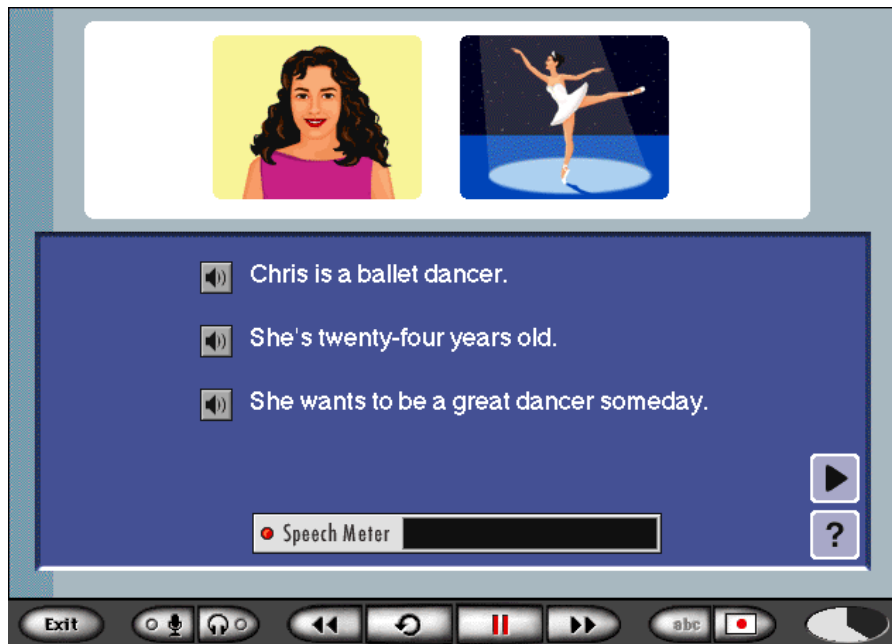 Chris is a ballet dancer.
She's twenty-four years old.
She wants to be a great dancer someday.
?
Speech Meter
Exit
abc